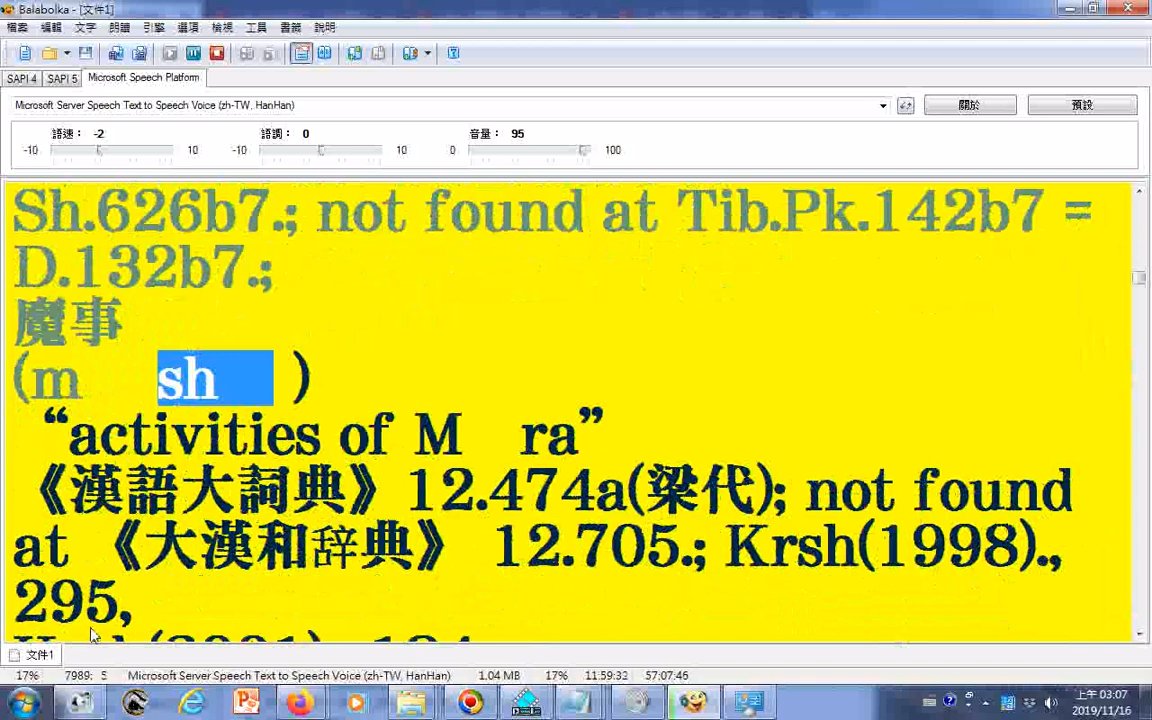 Balabolka - [文件1]
檔案 編輯 文字 朗讀 引擎 選項 檢視 工具 書籤 說明
SAPI 4 SAPI 5 Microsoft Speech Platform
Microsoft Server Speech Text to Speech Voice (zh-TW, HanHan) 關於 預設
語速： -2 語調： 0 音量： 95
-10 10 -10 10 0 100
Sh.626b7.; not found at Tib.Pk.142b7 =
D.132b7.;
魔事
(m sh )
“activities of M ra”
《漢語大詞典》 12.474a(梁代); not found
at 《大漢和辞典》 12.705.; Krsh(1998).,
295,
文件1
17% 7989; 5 Microsoft Server Speech Text to Speech Voice (zh-TW, HanHan) 1.04 MB 17% 11:59:32 57:07:45
上午 03:07
2019/11/16